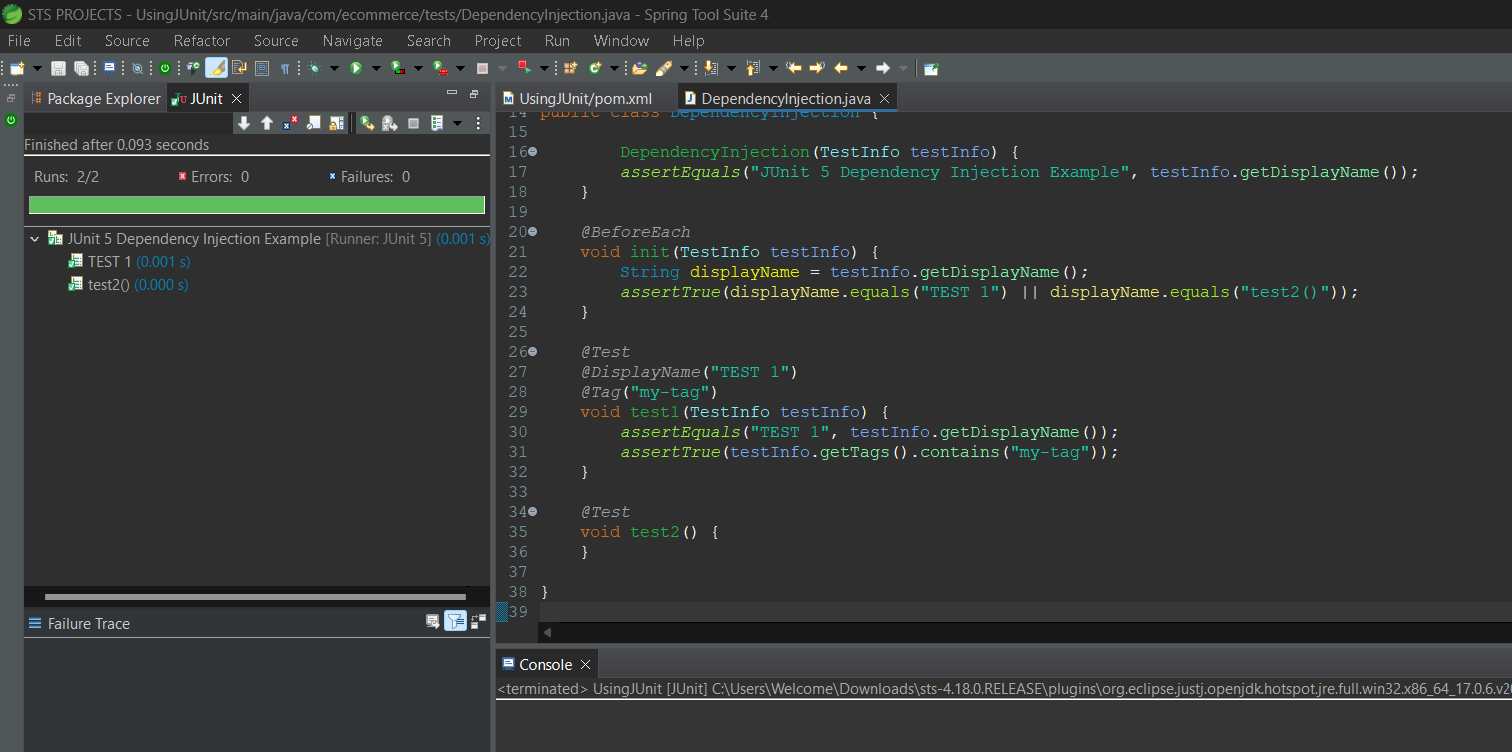 STS PROJECTS - UsingJUnit/src/main/java/com/ecommerce/tests/DependencyInjection.java - Spring Tool Suite 4
File Edit Source Refactor Source Navigate Search Project Run Window Help
Package Explorer JUnit
Finished after 0.093 seconds
Runs: 2/2 Errors: 0 Failures: 0
JUnit 5 Dependency Injection Example [Runner: JUnit 5] (0.001 s)
TEST 1 (0.001 s)
test2() (0.000 s)
Failure Trace
UsingJUnit/pom.xml DependencyInjection.java
14 public class DependencyInjection {
15
16 DependencyInjection(TestInfo testInfo) {
17 assertEquals("JUnit 5 Dependency Injection Example", testInfo.getDisplayName());
18 }
19
20 @BeforeEach
21 void init(TestInfo testInfo) {
22 String displayName = testInfo.getDisplayName();
23 assertTrue(displayName.equals("TEST 1") || displayName.equals("test2()"));
24 }
25
26 @Test
27 @DisplayName("TEST 1")
28 @Tag("my-tag")
29 void test1(TestInfo testInfo) {
30 assertEquals("TEST 1", testInfo.getDisplayName());
31 assertTrue(testInfo.getTags().contains("my-tag"));
32 }
33
34 @Test
35 void test2() {
36 }
37
38 }
39
Console
<terminated> UsingJUnit [JUnit] C:\Users\Welcome\Downloads\sts-4.18.0.RELEASE\plugins\org.eclipse.justj.openjdk.hotspot.jre.full.win32.x86_64_17.0.6.v20